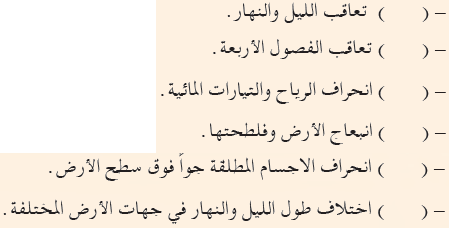 – (      ) تعاقب الليل والنهار.
– (      ) تعاقب الفصول الأربعة.
– (      ) انحراف الرياح والتيارات المائية.
– (      ) انبعاج الأرض وفلطحتها.
– (      ) انحراف الاجسام المطلقة جواً فوق سطح الأرض.
– (      ) اختلاف طول الليل والنهار في جهات الأرض المختلفة.